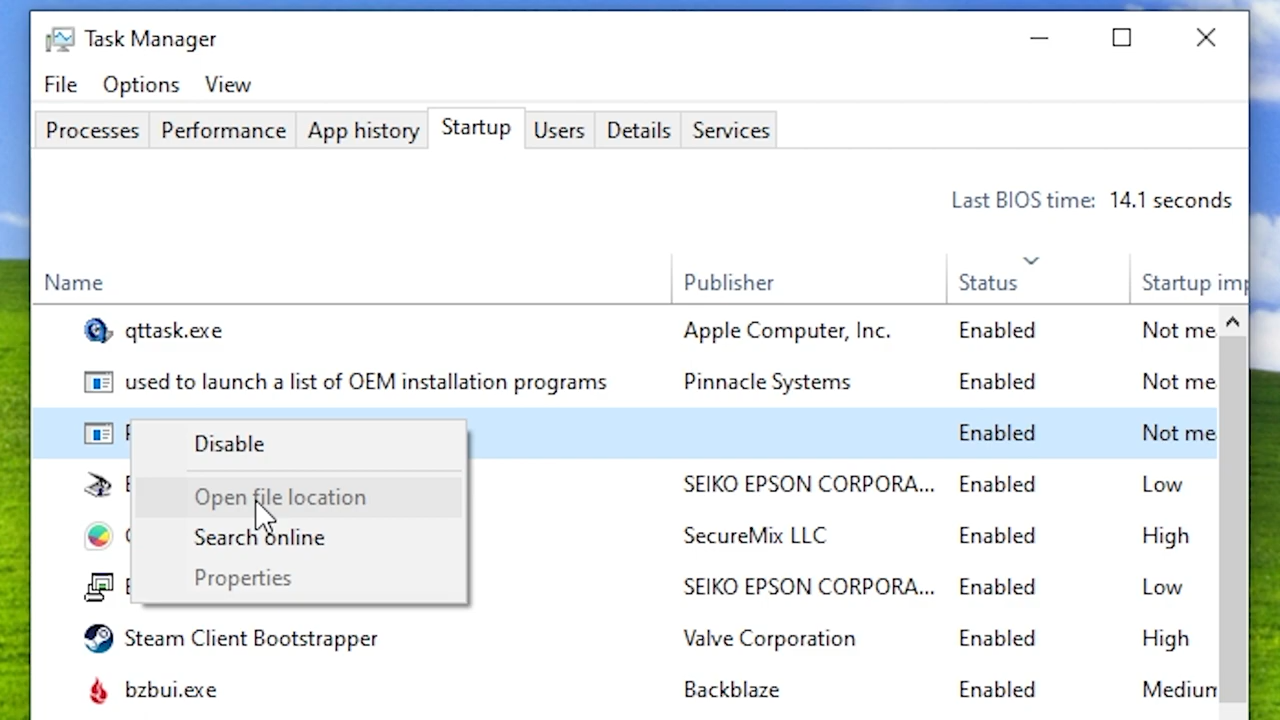 Task Manager
File Options View
Processes Performance App history Startup Users Details Services
Last BIOS time: 14.1 seconds
Name Publisher Status Startup imp
qttask.exe Apple Computer, Inc. Enabled Not me
used to launch a list of OEM installation programs Pinnacle Systems Enabled Not me
Enabled Not me
Disable
SEIKO EPSON CORPORA... Enabled Low
Open file location
Search online
SecureMix LLC Enabled High
Properties
SEIKO EPSON CORPORA... Enabled Low
Steam Client Bootstrapper Valve Corporation Enabled High
bzbui.exe Backblaze Enabled Medium